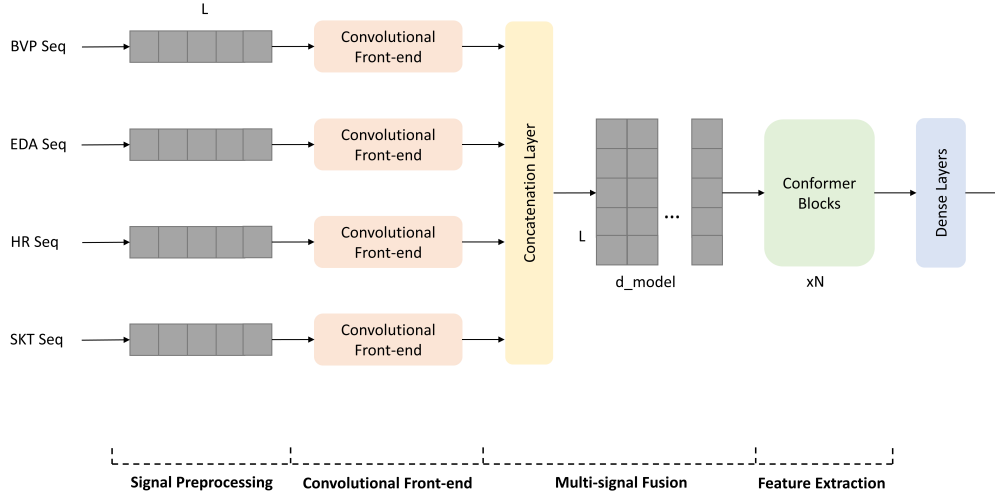 L
BVP Seq
Convolutional
Front-end
EDA Seq
Convolutional
Front-end
HR Seq
Convolutional
Front-end
SKT Seq
Convolutional
Front-end
Concatenation Layer
L
...
d_model
Conformer
Blocks
xN
Dense Layers
Signal Preprocessing
Convolutional Front-end
Multi-signal Fusion
Feature Extraction